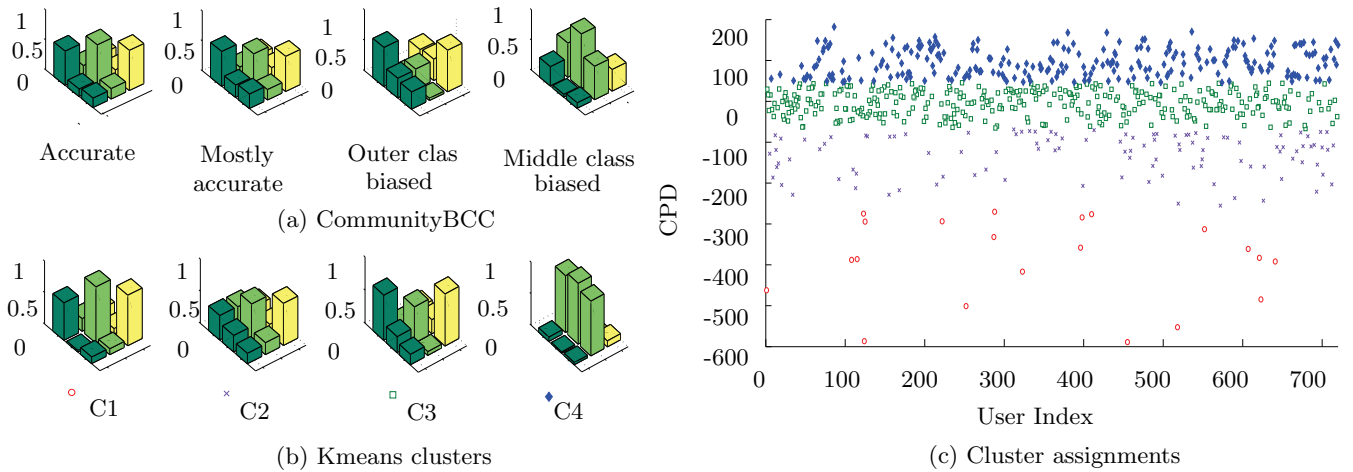 1
0.5
0
1
0.5
0
1
0.5
0
1
0.5
0
Accurate
Mostly
accurate
Outer clas
biased
Middle class
biased
(a) CommunityBCC
1
0.5
0
1
0.5
0
1
0.5
0
1
0.5
0
C1
C2
C3
C4
(b) Kmeans clusters
CPD
200
100
0
-100
-200
-300
-400
-500
-600
0 100 200 300 400 500 600 700
User Index
(c) Cluster assignments